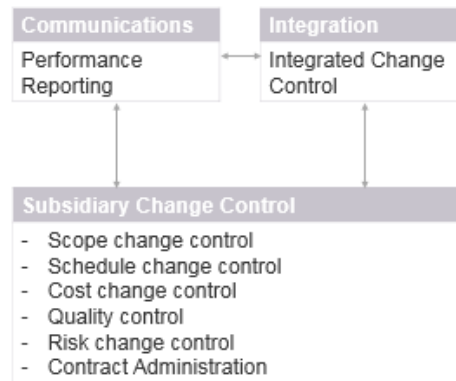 Communications
Performance
Reporting
Integration
Integrated Change
Control
Subsidiary Change Control
- Scope change control
- Schedule change control
- Cost change control
- Quality control
- Risk change control
- Contract Administration